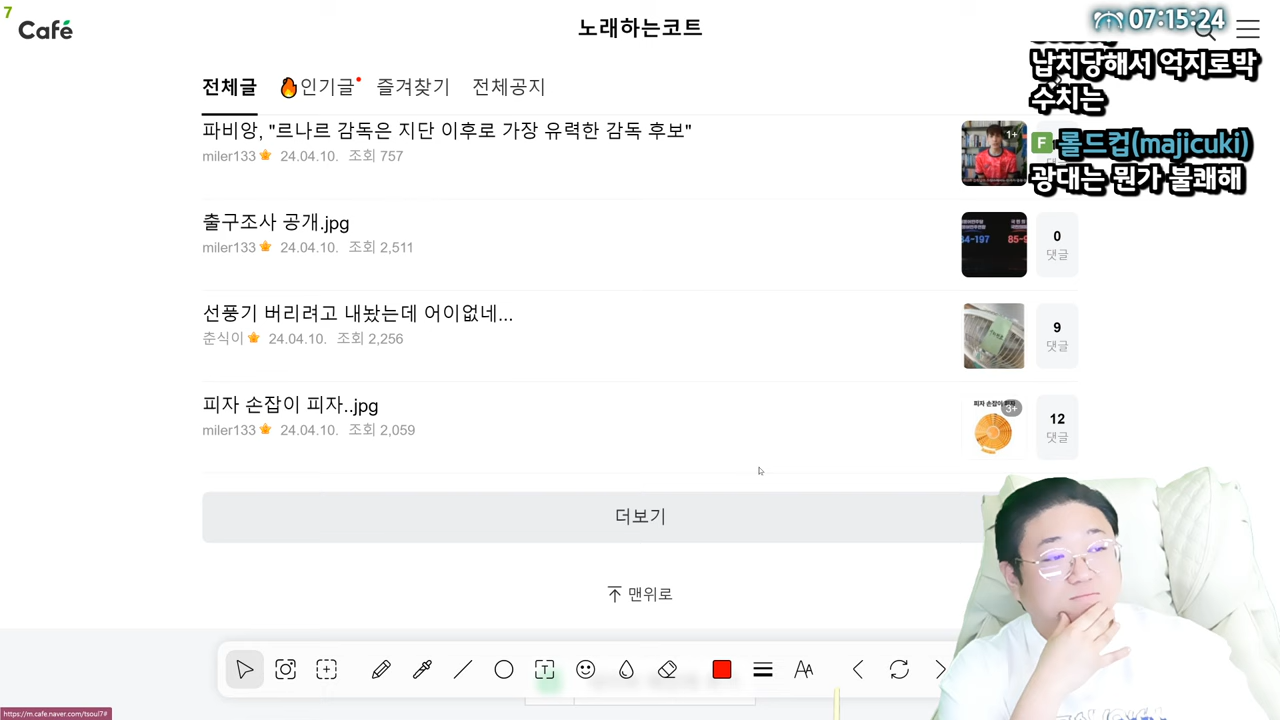 7
Café
노래하는코트
07:15:24
전체글
🔥인기글
즐겨찾기
전체공지
납치당해서 억지로박
수치는
F 롤드컵(majicuki)
광대는 뭔가 불쾌해
파비앙, "르나르 감독은 지단 이후로 가장 유력한 감독 후보"
miler133 24.04.10. 조회 757
1+
출구조사 공개.jpg
miler133 24.04.10. 조회 2,511
0
댓글
선풍기 버리려고 내놨는데 어이없네...
춘식이 24.04.10. 조회 2,256
9
댓글
피자 손잡이 피자..jpg
miler133 24.04.10. 조회 2,059
3+
12
댓글
더보기
맨위로
https://m.cafe.naver.com/tsoul7#